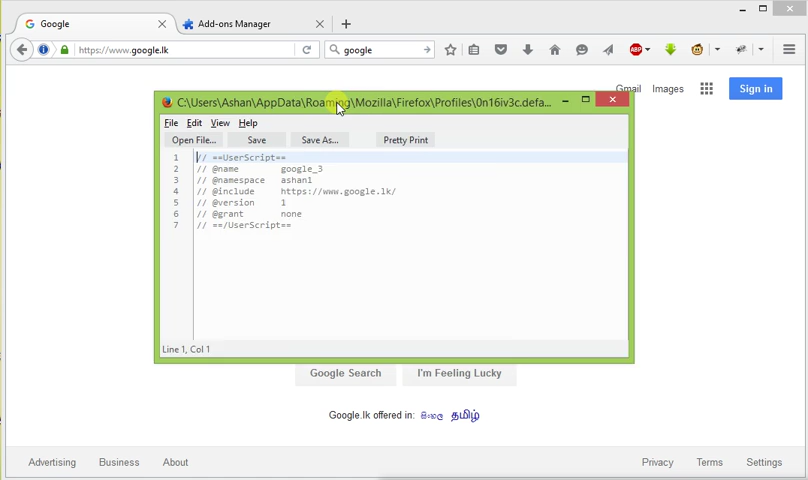 Google
Add-ons Manager
https://www.google.lk
google
ABP
Gmail Images
Sign in
C:\Users\Ashan\AppData\Roaming\Mozilla\Firefox\Profiles\0n16iv3c.defa...
File Edit View Help
Open File... Save Save As... Pretty Print
1 // ==UserScript==
2 // @name google_3
3 // @namespace ashan1
4 // @include https://www.google.lk/
5 // @version 1
6 // @grant none
7 // ==/UserScript==
Line 1, Col 1
Google Search I'm Feeling Lucky
Google.lk offered in: සිංහල தமிழ்
Advertising Business About Privacy Terms Settings